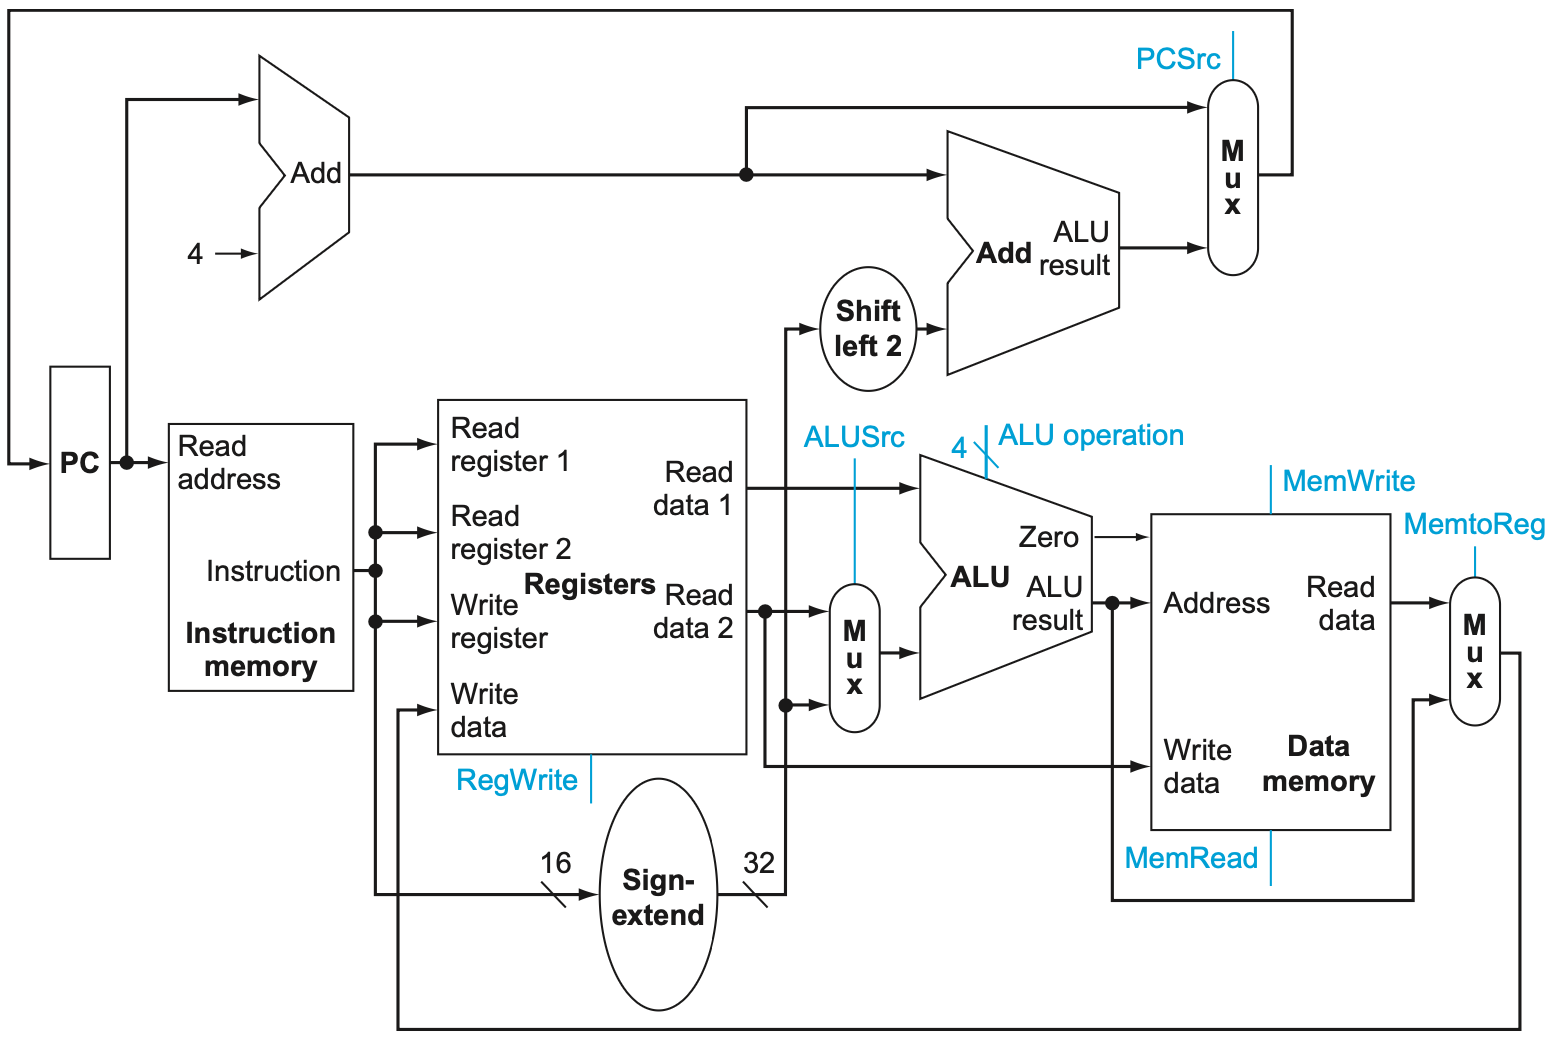 PCSrc
M
u
x
Add
4
Add
ALU
result
Shift
left 2
PC
Read
address
Instruction
Instruction
memory
Read
register 1
Read
register 2
Write
register
Write
data
Registers
Read
data 1
Read
data 2
RegWrite
16
Sign-
extend
32
ALUSrc
M
u
x
4
ALU operation
Zero
ALU
ALU
result
MemWrite
Address
Read
data
Write
data
Data
memory
MemRead
MemtoReg
M
u
x